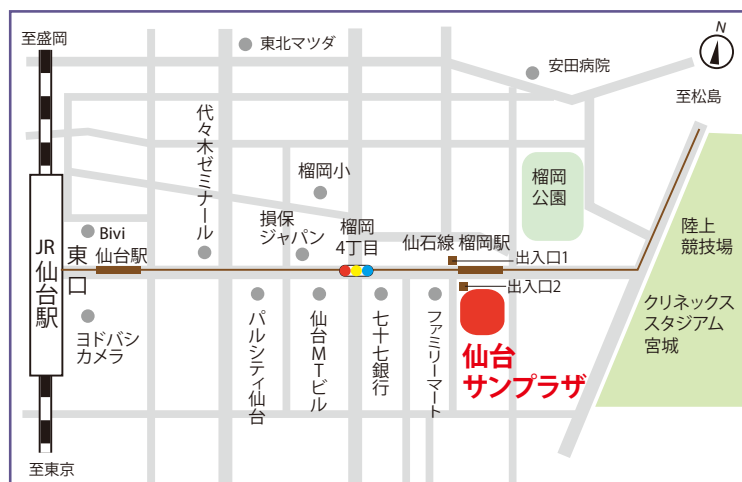 至盛岡
東北マツダ
N
安田病院
至松島
代々木ゼミナール
榴岡小
榴岡
公園
損保
ジャパン
榴岡
4丁目
仙石線 榴岡駅
陸上
競技場
Bivi
仙台駅
東口
JR
仙台駅
出入口1
出入口2
クリネックス
スタジアム
宮城
ヨドバシ
カメラ
パルシティ仙台
仙台MTビル
七十七銀行
ファミリーマート
仙台
サンプラザ
至東京